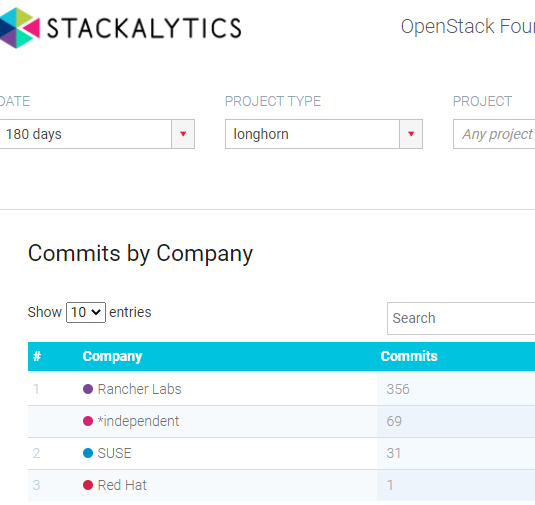 STACKALYTICS
OpenStack Four
DATE
PROJECT TYPE
PROJECT
180 days
longhorn
Any project
Commits by Company
Show 10 entries
Search
# Company Commits
1 Rancher Labs 356
*independent 69
2 SUSE 31
3 Red Hat 1